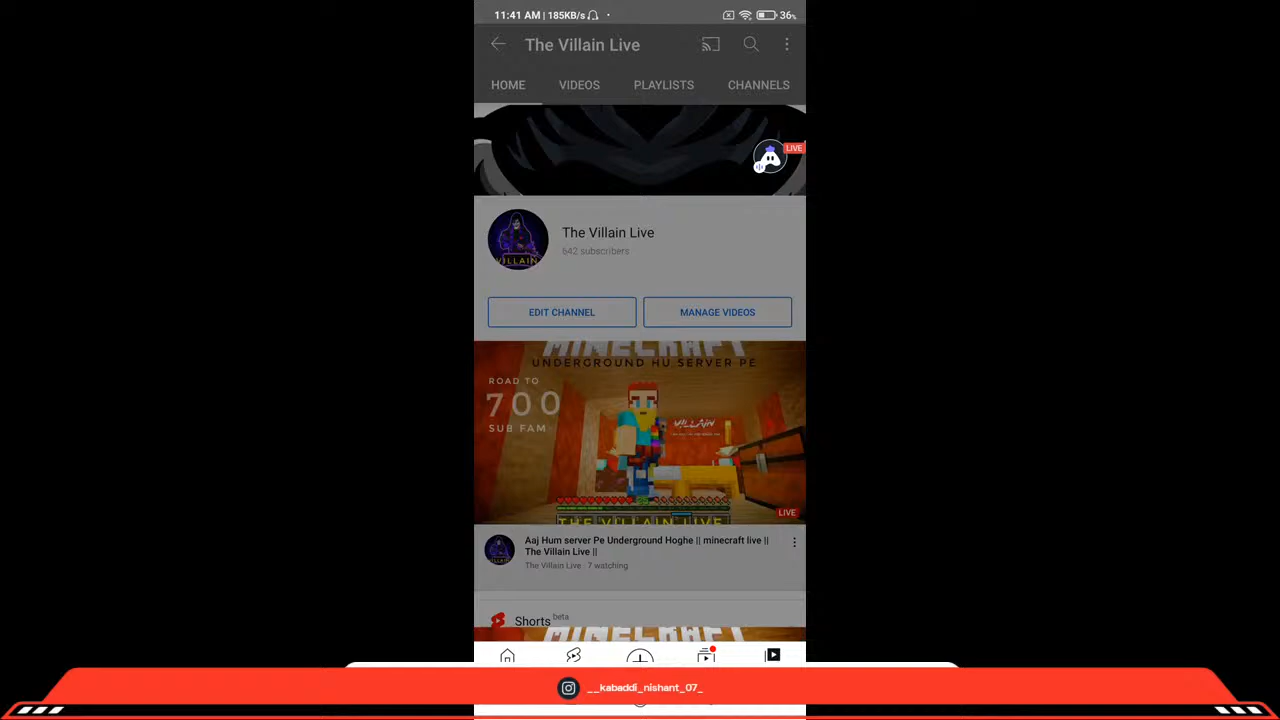 11:41 AM | 185KB/s
36%
The Villain Live
HOME VIDEOS PLAYLISTS CHANNELS
LIVE
VILLAIN
The Villain Live
642 subscribers
EDIT CHANNEL MANAGE VIDEOS
MINECRAFT
UNDERGROUND HU SERVER PE
ROAD TO
700
SUB FAM
VILLAIN
THE VILLAIN LIVE
LIVE
Aaj Hum server Pe Underground Hoghe || minecraft live ||
The Villain Live ||
The Villain Live · 7 watching
Shorts beta
MINECRAFT
__kabaddi_nishant_07_